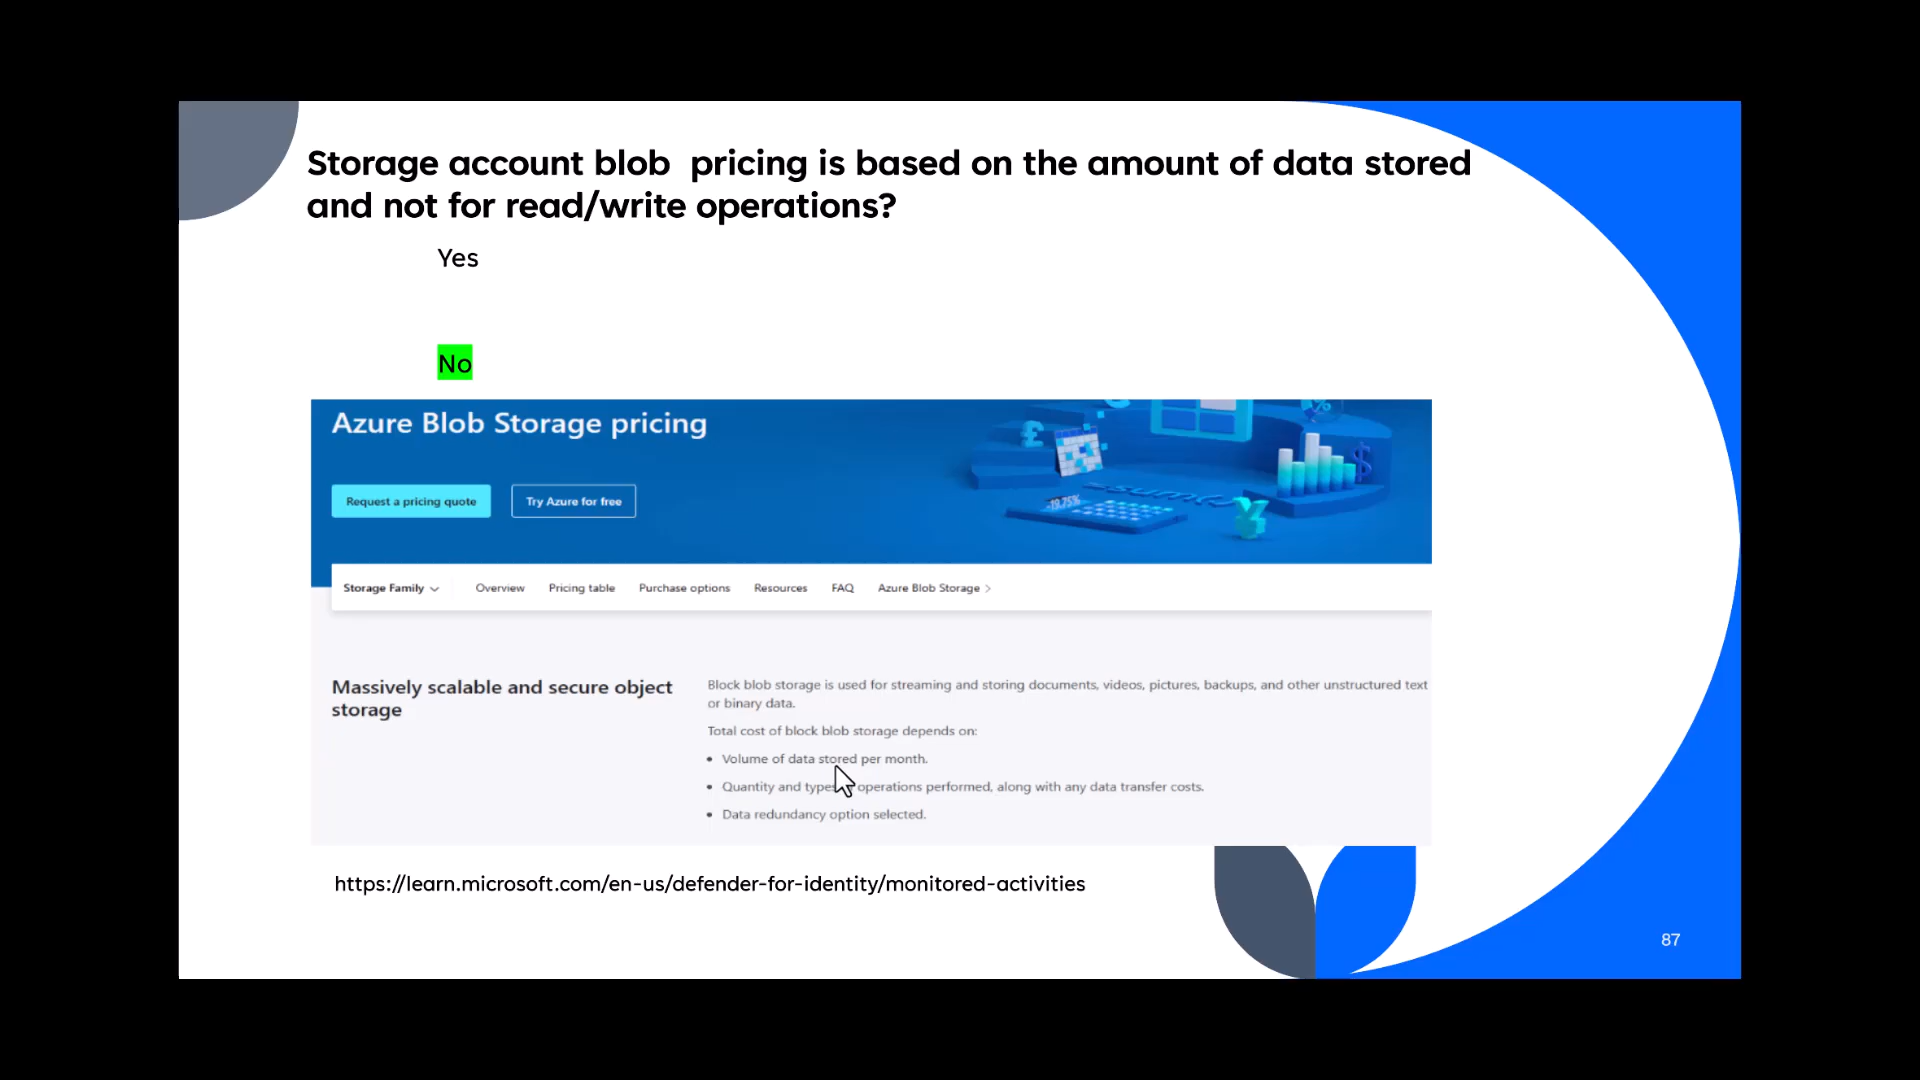 Storage account blob  pricing is based on the amount of data stored
and not for read/write operations?
Yes
No
Azure Blob Storage pricing
-19.75%
Request a pricing quote
Try Azure for free
Storage Family
Overview
Pricing table
Purchase options
Resources
FAQ
Azure Blob Storage >
Massively scalable and secure object
storage
Block blob storage is used for streaming and storing documents, videos, pictures, backups, and other unstructured text
or binary data.
Total cost of block blob storage depends on:
• Volume of data stored per month.
• Quantity and types operations performed, along with any data transfer costs.
• Data redundancy option selected.
https://learn.microsoft.com/en-us/defender-for-identity/monitored-activities
87